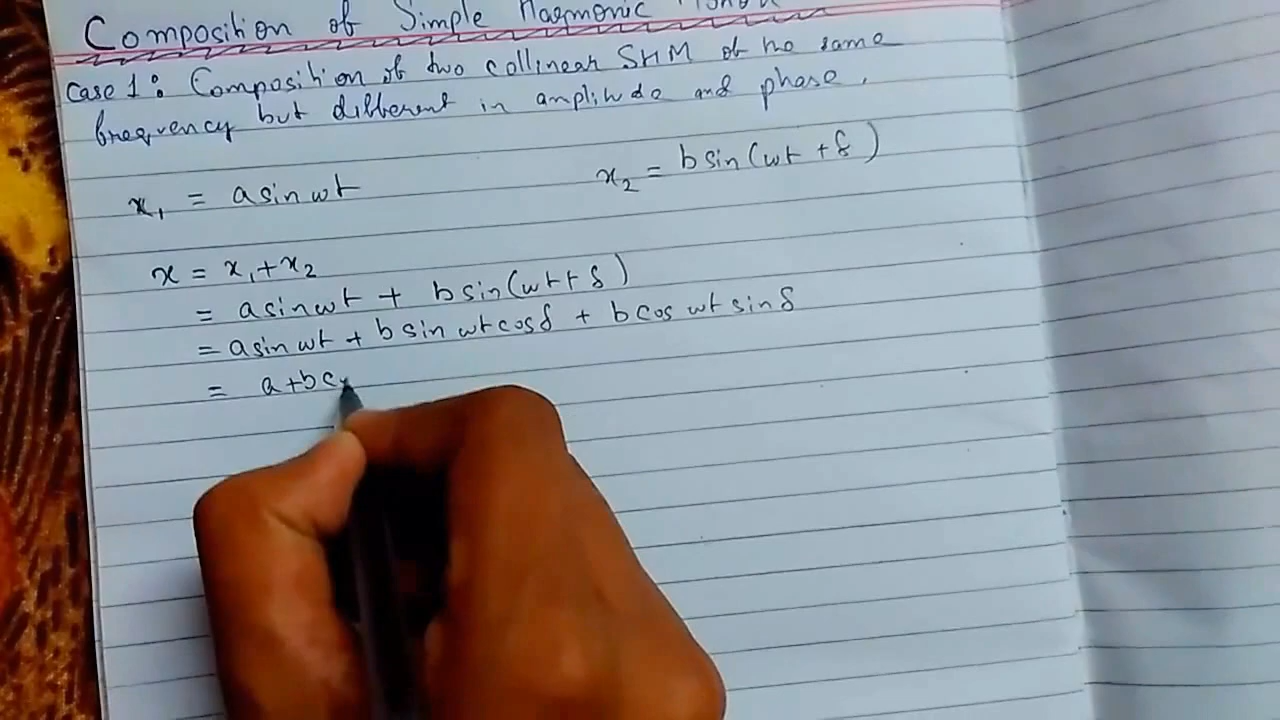 Composition of Simple Harmonic Motion
Case 1: Composition of two collinear SHM of the same
frequency but different in amplitude and phase.
x₁ = a sin ωt
x₂ = b sin(ωt + δ)
x = x₁ + x₂
= a sin ωt + b sin(ωt + δ)
= a sin ωt + b sin ωt cos δ + b cos ωt sin δ
= a + b c